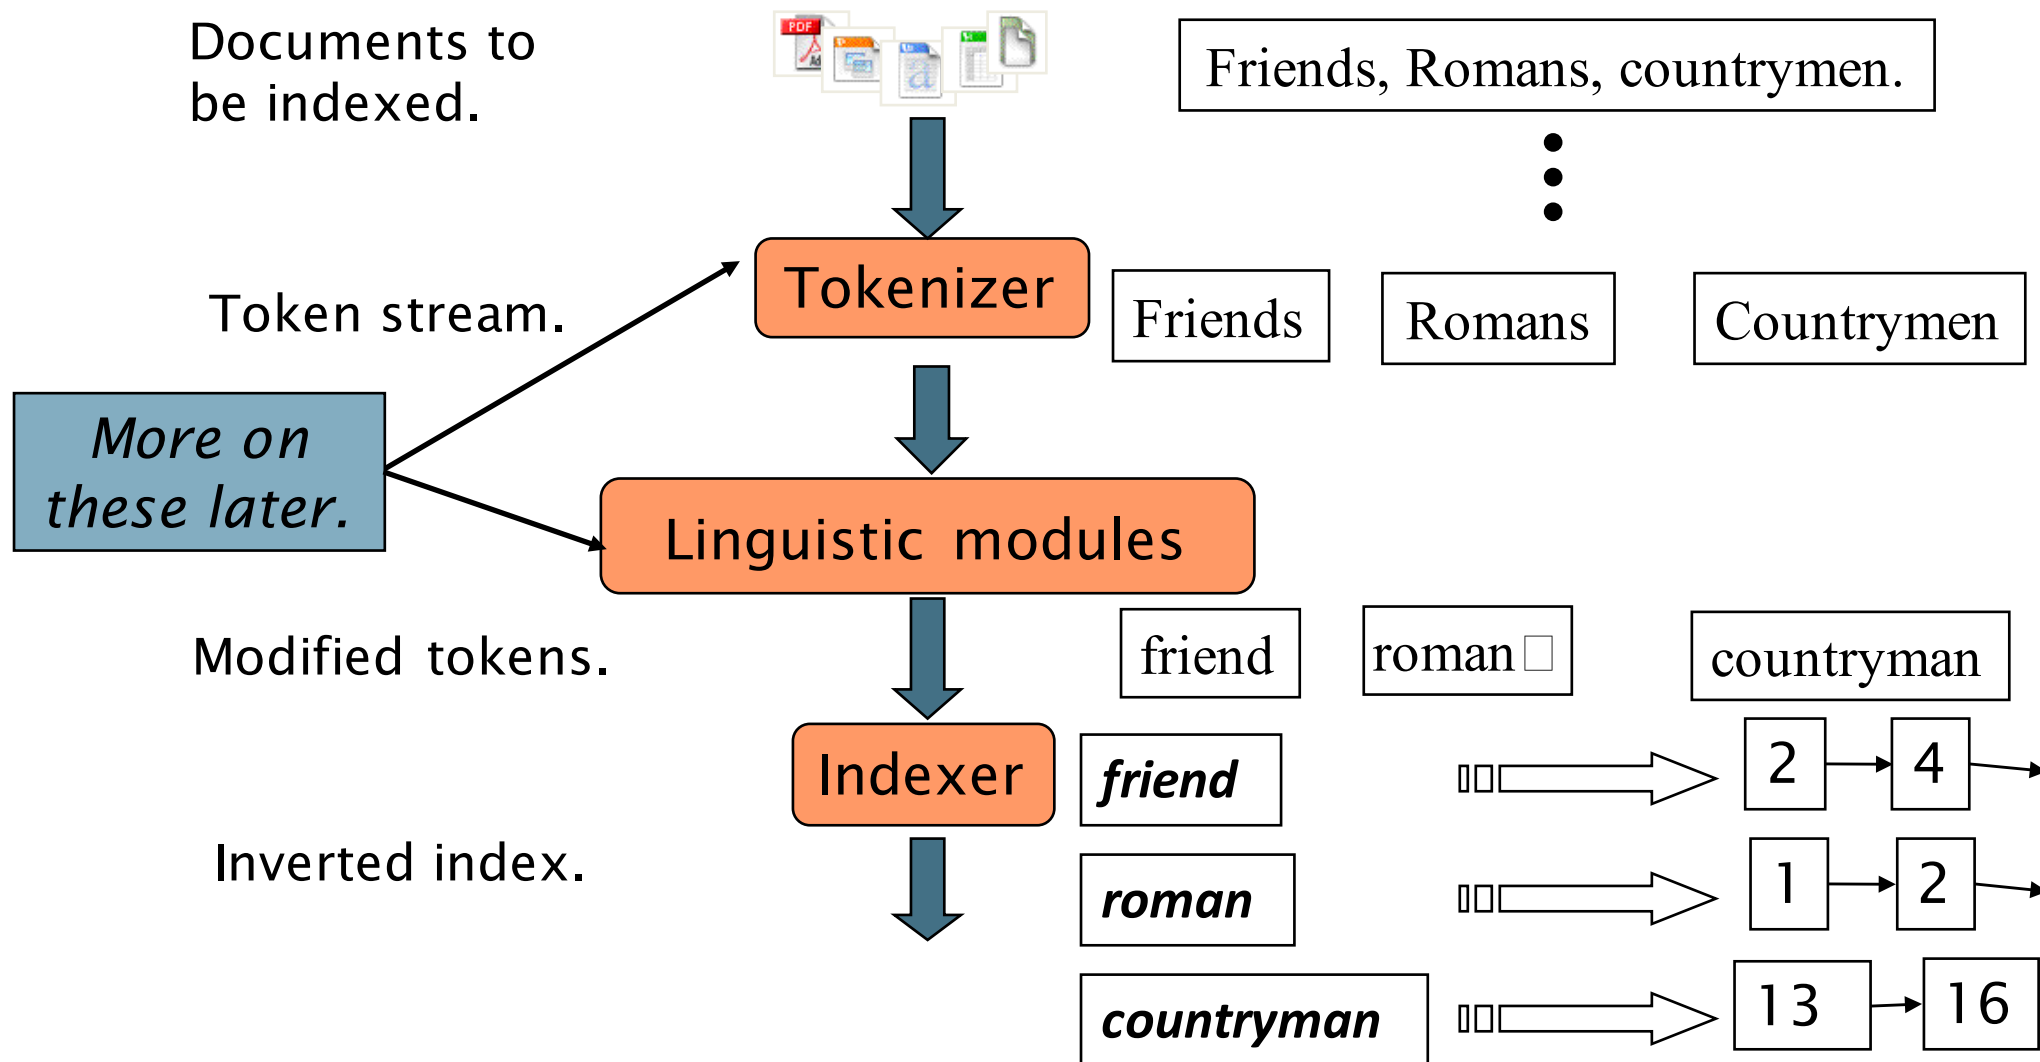 Documents to
be indexed.
PDF
Friends, Romans, countrymen.
Tokenizer
Token stream.
Friends
Romans
Countrymen
More on
these later.
Linguistic modules
Modified tokens.
friend
roman□
countryman
Indexer
friend
2
4
Inverted index.
roman
1
2
countryman
13
16